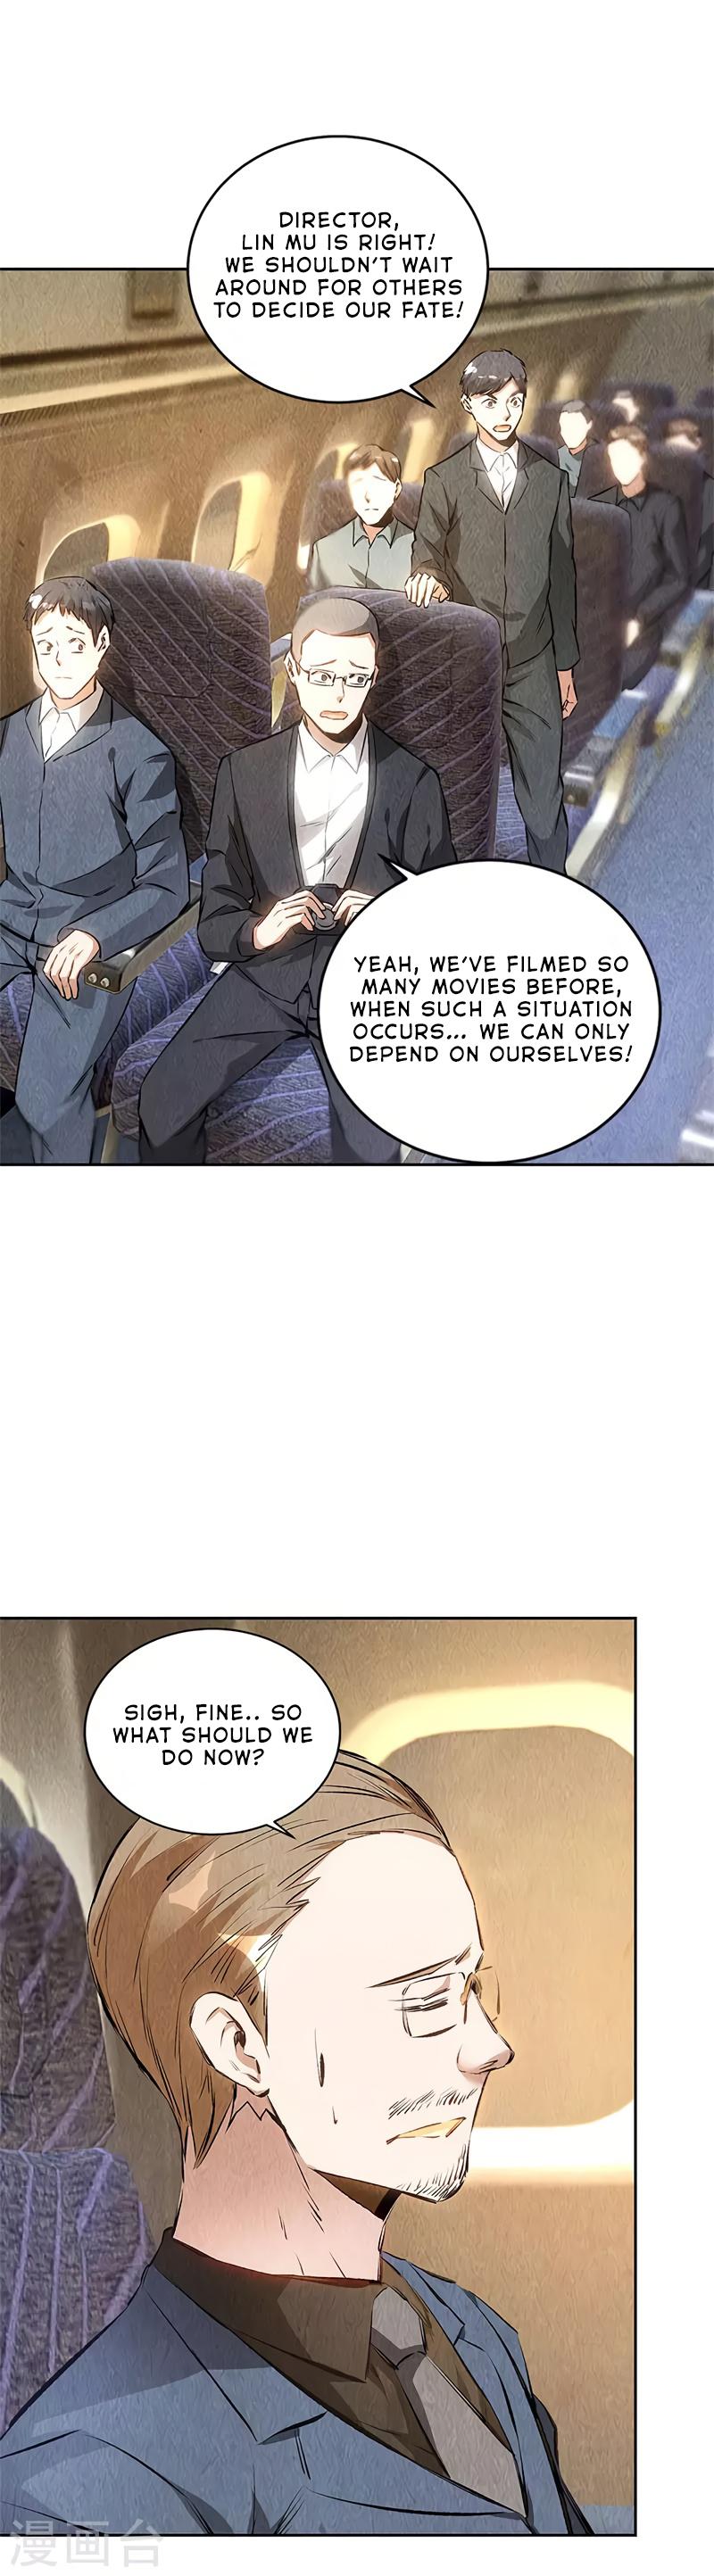 DIRECTOR,
LIN MU IS RIGHT!
WE SHOULDN'T WAIT
AROUND FOR OTHERS
TO DECIDE OUR FATE!
YEAH, WE'VE FILMED SO
MANY MOVIES BEFORE,
WHEN SUCH A SITUATION
OCCURS... WE CAN ONLY
DEPEND ON OURSELVES!
SIGH, FINE.. SO
WHAT SHOULD WE
DO NOW?
漫画台